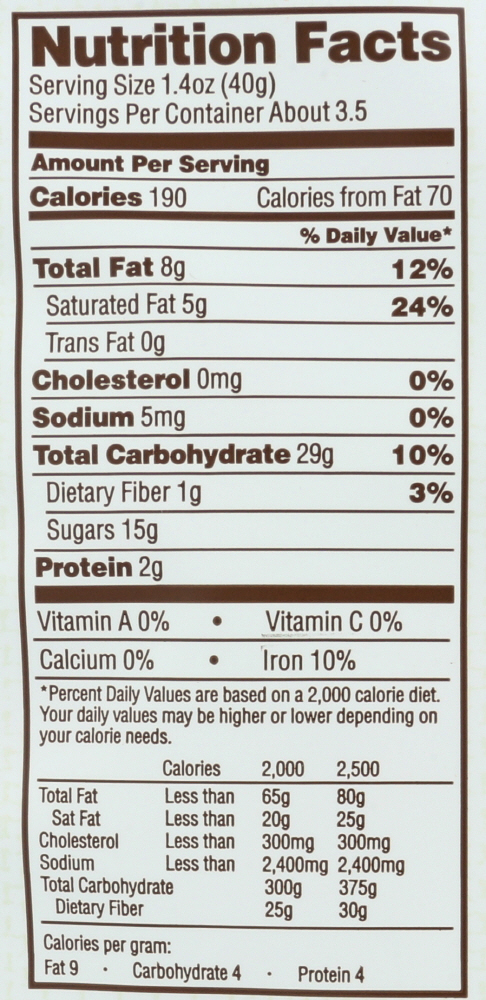 Nutrition Facts
Serving Size 1.4oz (40g)
Servings Per Container About 3.5
Amount Per Serving
Calories 190 Calories from Fat 70
% Daily Value*
Total Fat 8g 12%
Saturated Fat 5g 24%
Trans Fat 0g
Cholesterol 0mg 0%
Sodium 5mg 0%
Total Carbohydrate 29g 10%
Dietary Fiber 1g 3%
Sugars 15g
Protein 2g
Vitamin A 0% • Vitamin C 0%
Calcium 0% • Iron 10%
*Percent Daily Values are based on a 2,000 calorie diet.
Your daily values may be higher or lower depending on
your calorie needs.
Calories 2,000 2,500
Total Fat Less than 65g 80g
Sat Fat Less than 20g 25g
Cholesterol Less than 300mg 300mg
Sodium Less than 2,400mg 2,400mg
Total Carbohydrate 300g 375g
Dietary Fiber 25g 30g
Calories per gram:
Fat 9 · Carbohydrate 4 · Protein 4